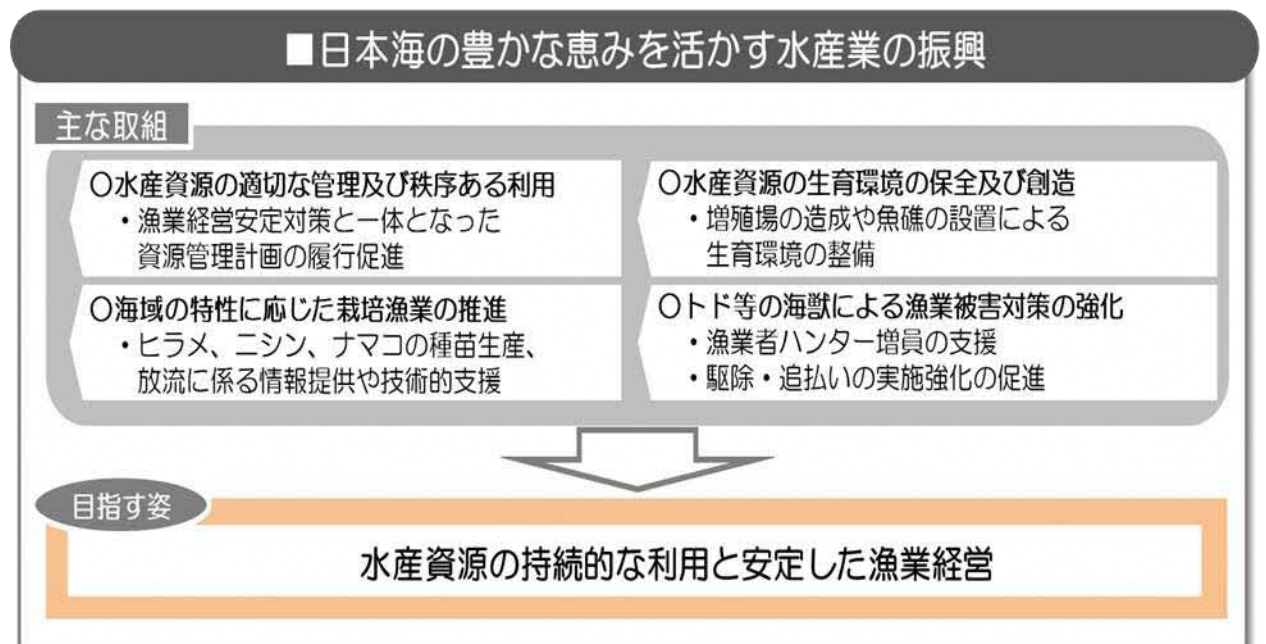 ■日本海の豊かな恵みを活かす水産業の振興
主な取組
○水産資源の適切な管理及び秩序ある利用
・漁業経営安定対策と一体となった
資源管理計画の履行促進
○水産資源の生育環境の保全及び創造
・増殖場の造成や魚礁の設置による
生育環境の整備
○海域の特性に応じた栽培漁業の推進
・ヒラメ、ニシン、ナマコの種苗生産、
放流に係る情報提供や技術的支援
○トド等の海獣による漁業被害対策の強化
・漁業者ハンター増員の支援
・駆除・追払いの実施強化の促進
目指す姿
水産資源の持続的な利用と安定した漁業経営